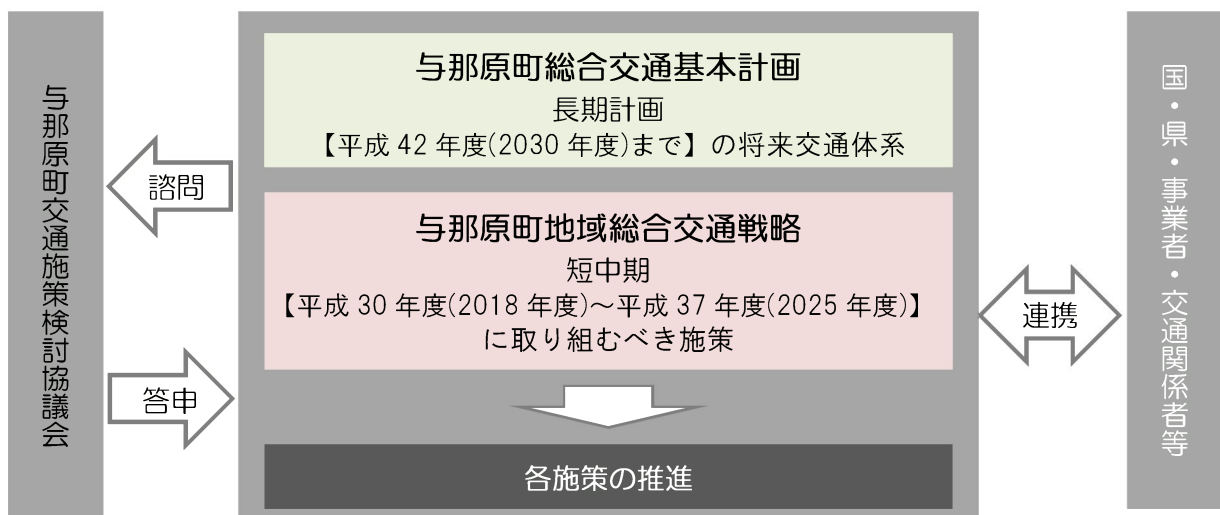 与那原町交通施策検討協議会
諮問
答申
与那原町総合交通基本計画
長期計画
【平成 42 年度(2030 年度)まで】の将来交通体系
与那原町地域総合交通戦略
短中期
【平成 30 年度(2018 年度)～平成 37 年度(2025 年度)】
に取り組むべき施策
各施策の推進
連携
国・県・事業者・交通関係者等